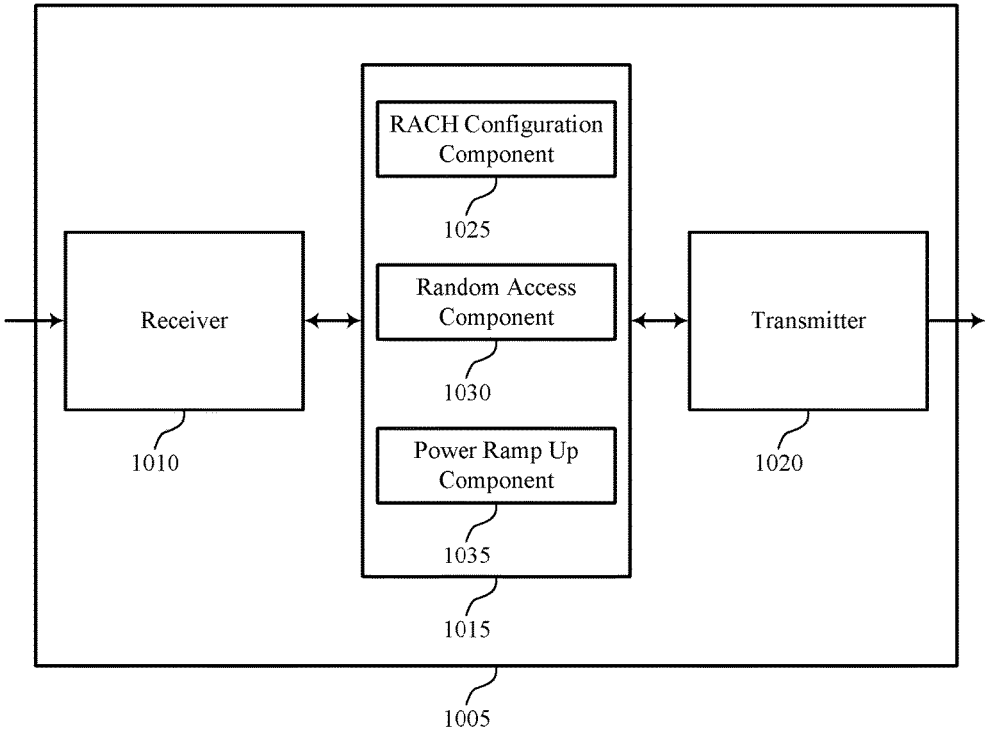 RACH Configuration
Component
1025
Receiver
1010
Random Access
Component
1030
Transmitter
1020
Power Ramp Up
Component
1035
1015
1005